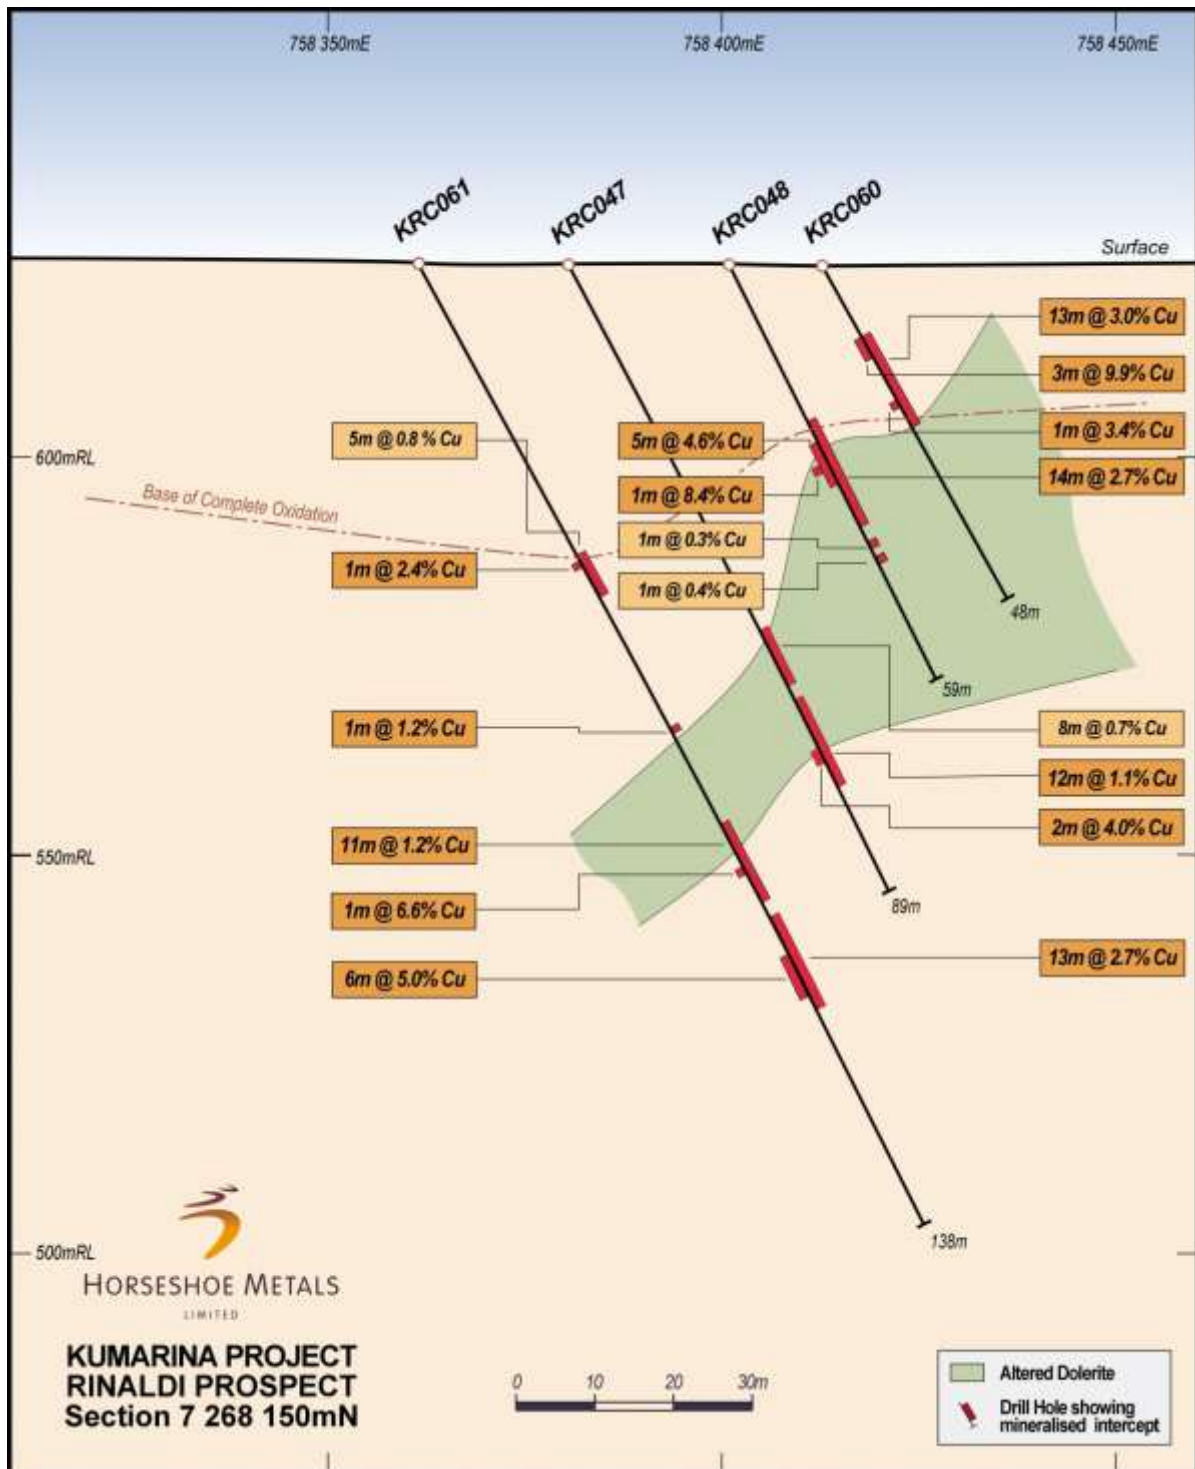 758 350mE
758 400mE
758 450mE
KRC061
KRC047
KRC048
KRC060
Surface
13m @ 3.0% Cu
3m @ 9.9% Cu
1m @ 3.4% Cu
14m @ 2.7% Cu
5m @ 0.8 % Cu
5m @ 4.6% Cu
600mRL
1m @ 8.4% Cu
Base of Complete Oxidation
1m @ 0.3% Cu
1m @ 2.4% Cu
1m @ 0.4% Cu
48m
59m
1m @ 1.2% Cu
8m @ 0.7% Cu
12m @ 1.1% Cu
2m @ 4.0% Cu
11m @ 1.2% Cu
550mRL
89m
1m @ 6.6% Cu
13m @ 2.7% Cu
6m @ 5.0% Cu
138m
500mRL
HORSESHOE METALS
LIMITED
KUMARINA PROJECT
RINALDI PROSPECT
Section 7 268 150mN
0 10 20 30m
Altered Dolerite
Drill Hole showing
mineralised intercept